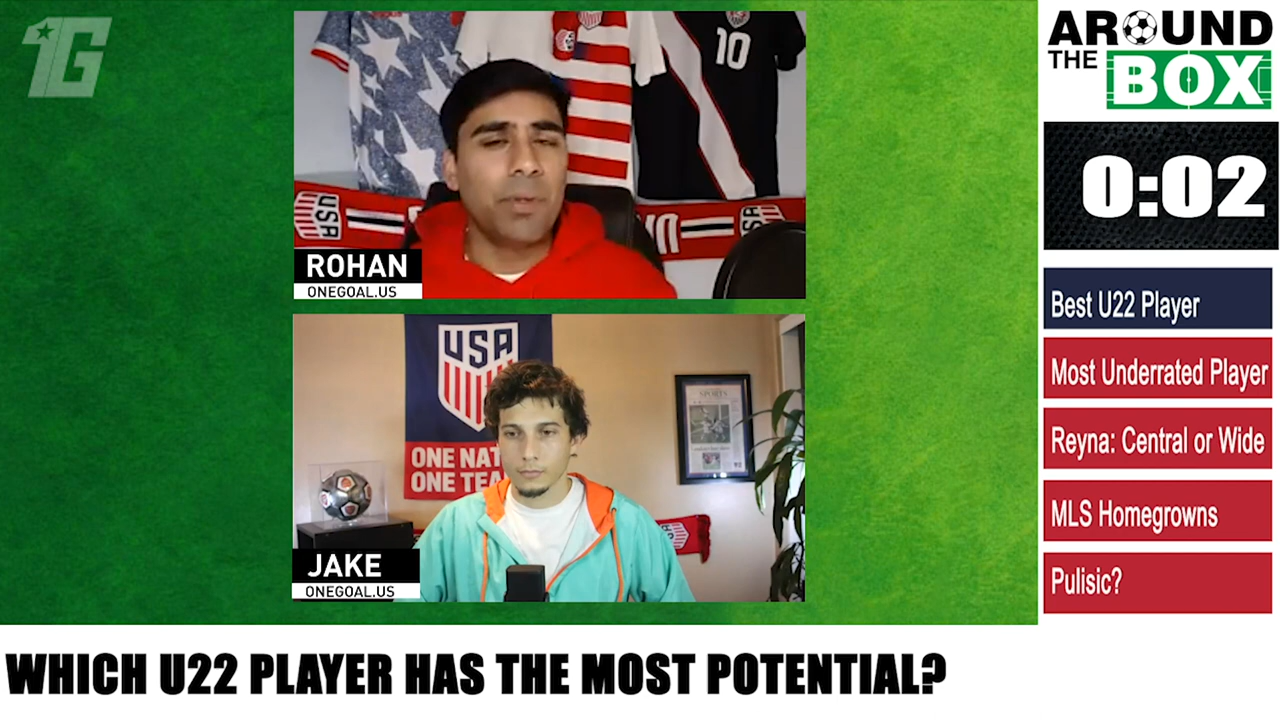 1G
10
USA
ROHAN
ONEGOAL.US
USA
ONE NAT
ONE TEA
SPORTS
JAKE
ONEGOAL.US
AROUND
THE
BOX
0:02
Best U22 Player
Most Underrated Player
Reyna: Central or Wide
MLS Homegrowns
Pulisic?
WHICH U22 PLAYER HAS THE MOST POTENTIAL?